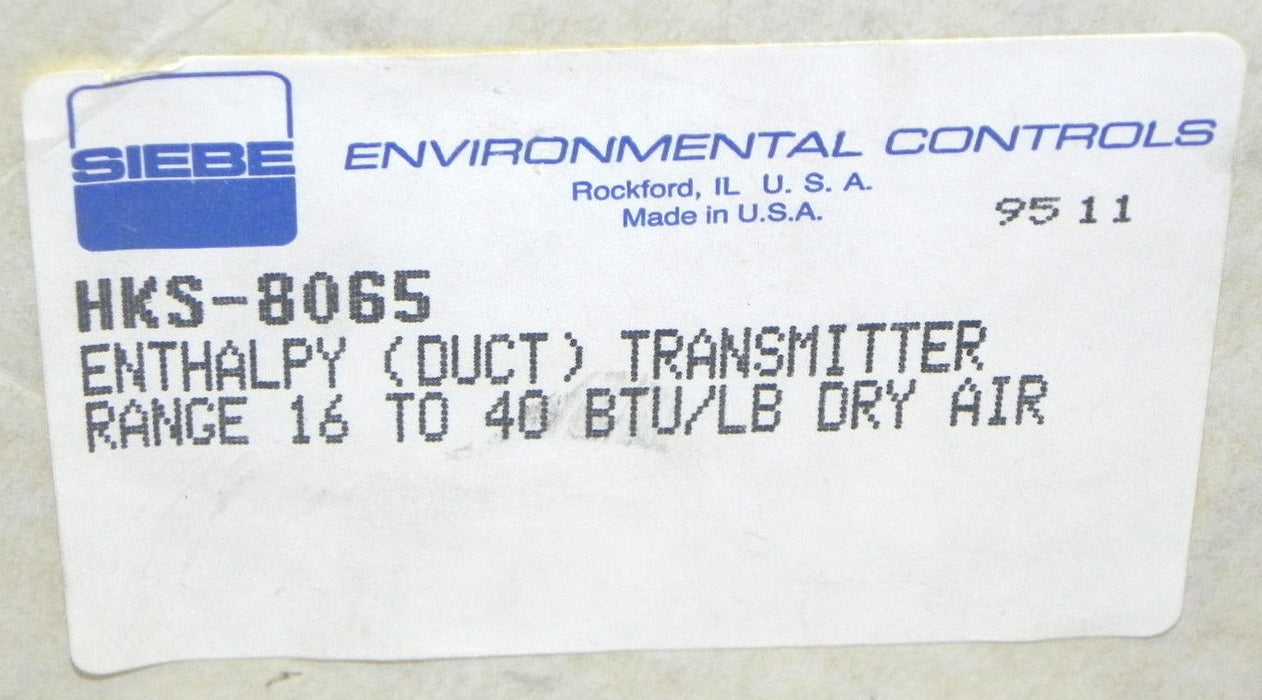 SIEBE
ENVIRONMENTAL CONTROLS
Rockford, IL U. S. A.
Made in U.S.A.
95 11
HKS-8065
ENTHALPY (DUCT) TRANSMITTER
RANGE 16 TO 40 BTU/LB DRY AIR